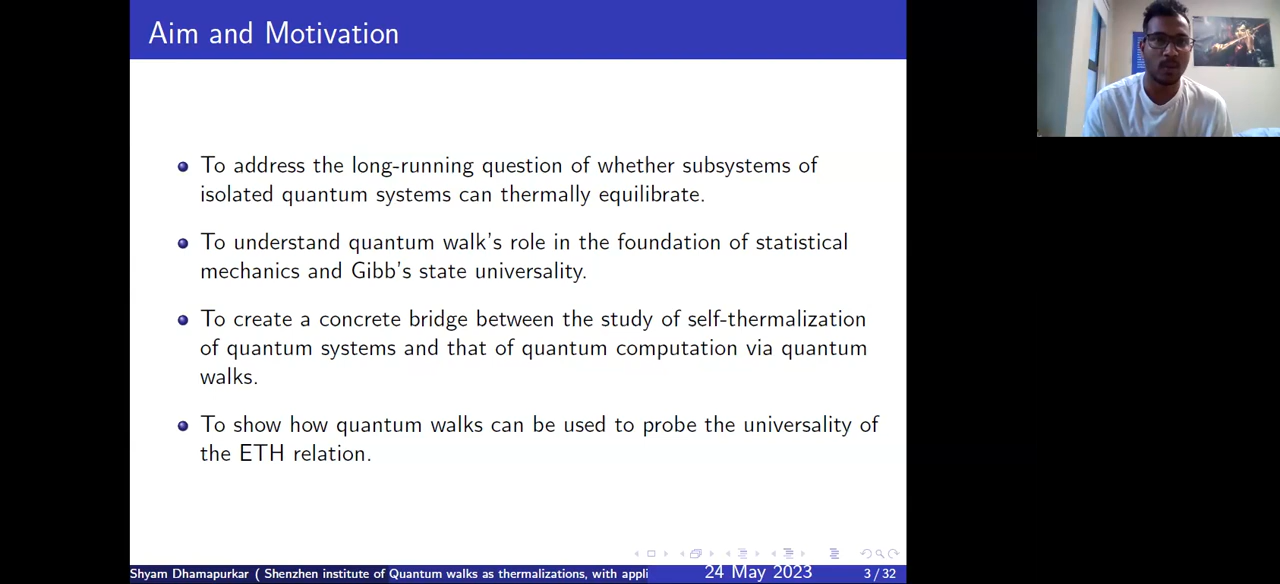 Aim and Motivation
To address the long-running question of whether subsystems of
isolated quantum systems can thermally equilibrate.
To understand quantum walk's role in the foundation of statistical
mechanics and Gibb's state universality.
To create a concrete bridge between the study of self-thermalization
of quantum systems and that of quantum computation via quantum
walks.
To show how quantum walks can be used to probe the universality of
the ETH relation.
Shyam Dhamapurkar ( Shenzhen institute of Quantum walks as thermalizations, with appli 24 May 2023 3 / 32